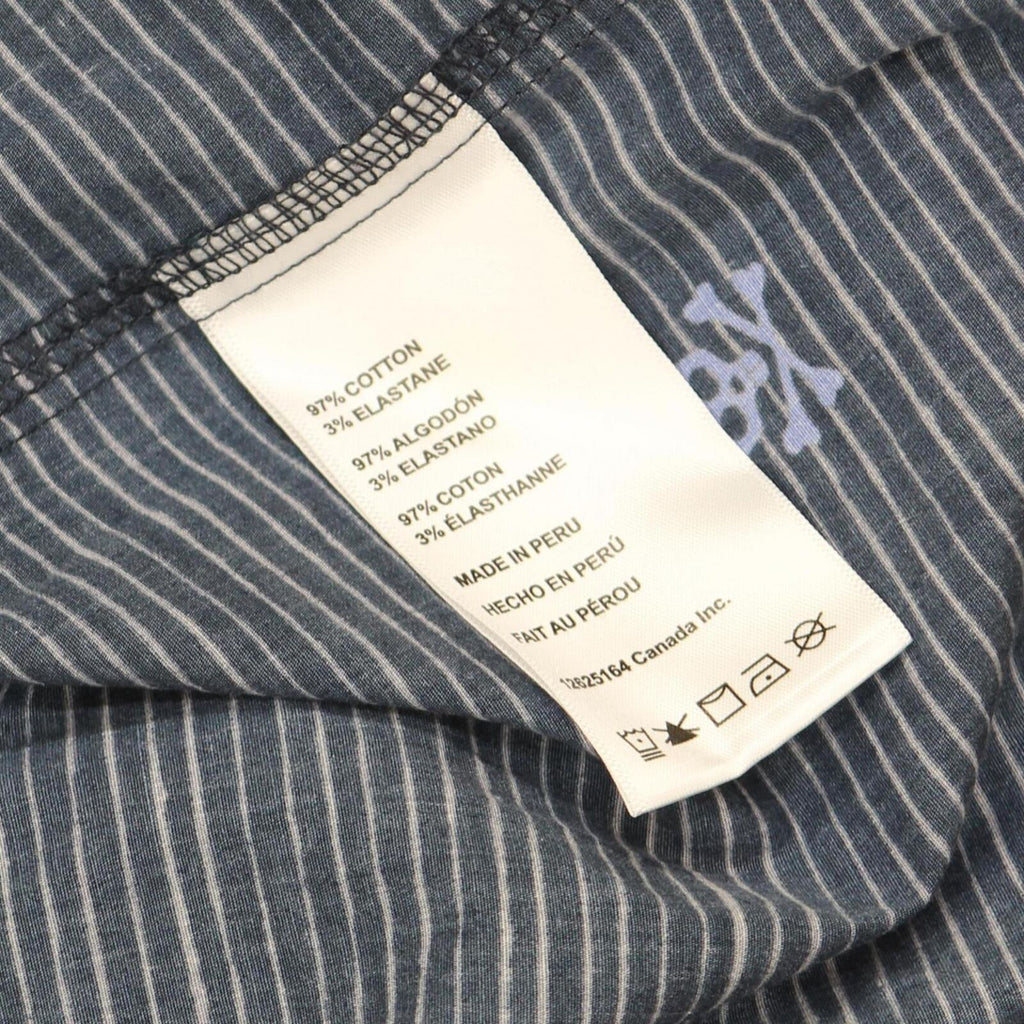 97% COTTON
3% ELASTANE
97% ALGODÓN
3% ELASTANO
97% COTON
3% ÉLASTHANNE
MADE IN PERU
HECHO EN PERÚ
FAIT AU PÉROU
12625164 Canada Inc.